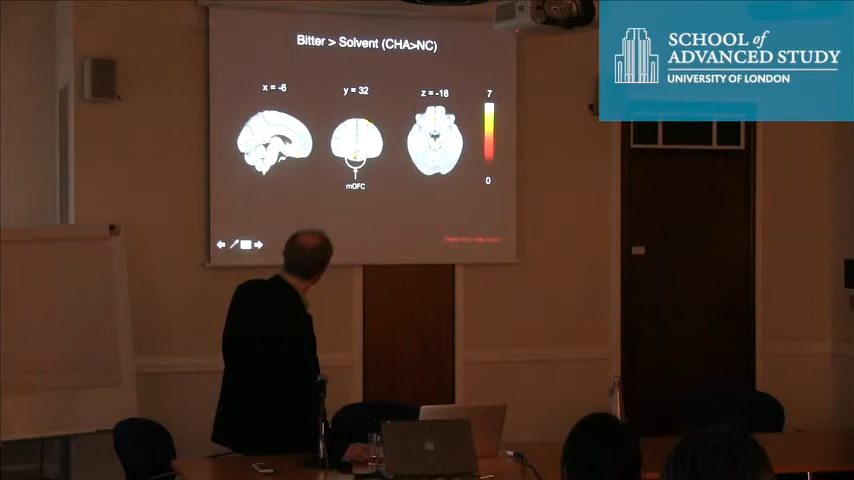 Bitter > Solvent (CHA>NC)
x = -6
y = 32
z = -18
7
0
mOFC
SCHOOL of
ADVANCED STUDY
UNIVERSITY OF LONDON